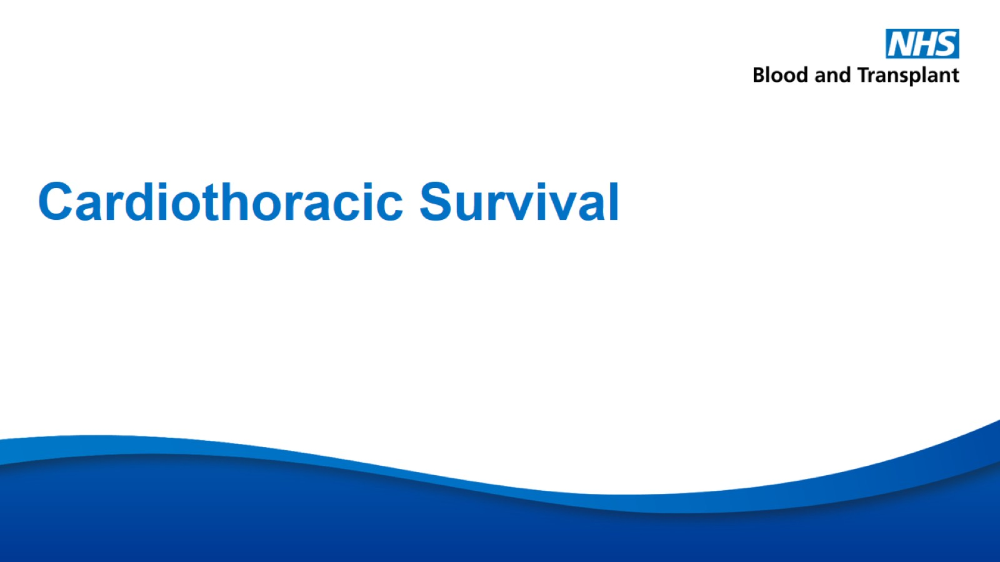 NHS
Blood and Transplant
Cardiothoracic Survival